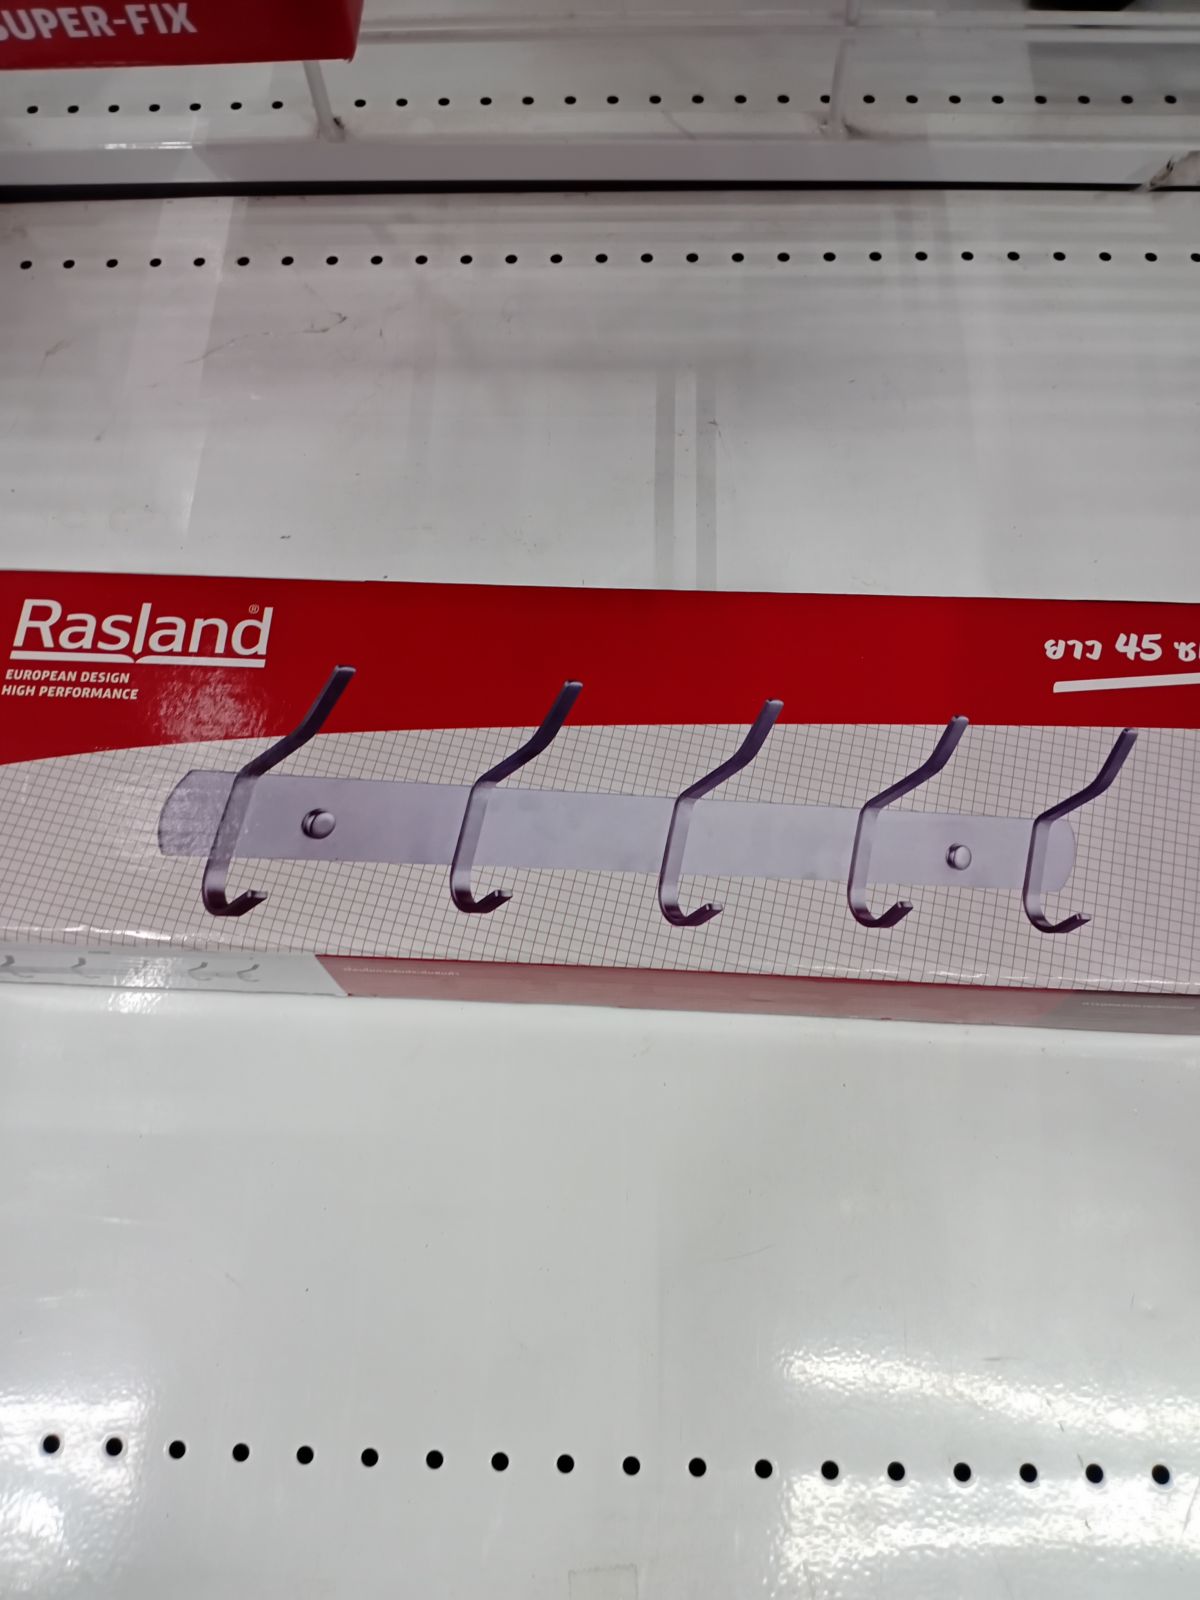 SUPER-FIX
Rasland®
EUROPEAN DESIGN
HIGH PERFORMANCE
ยาว 45